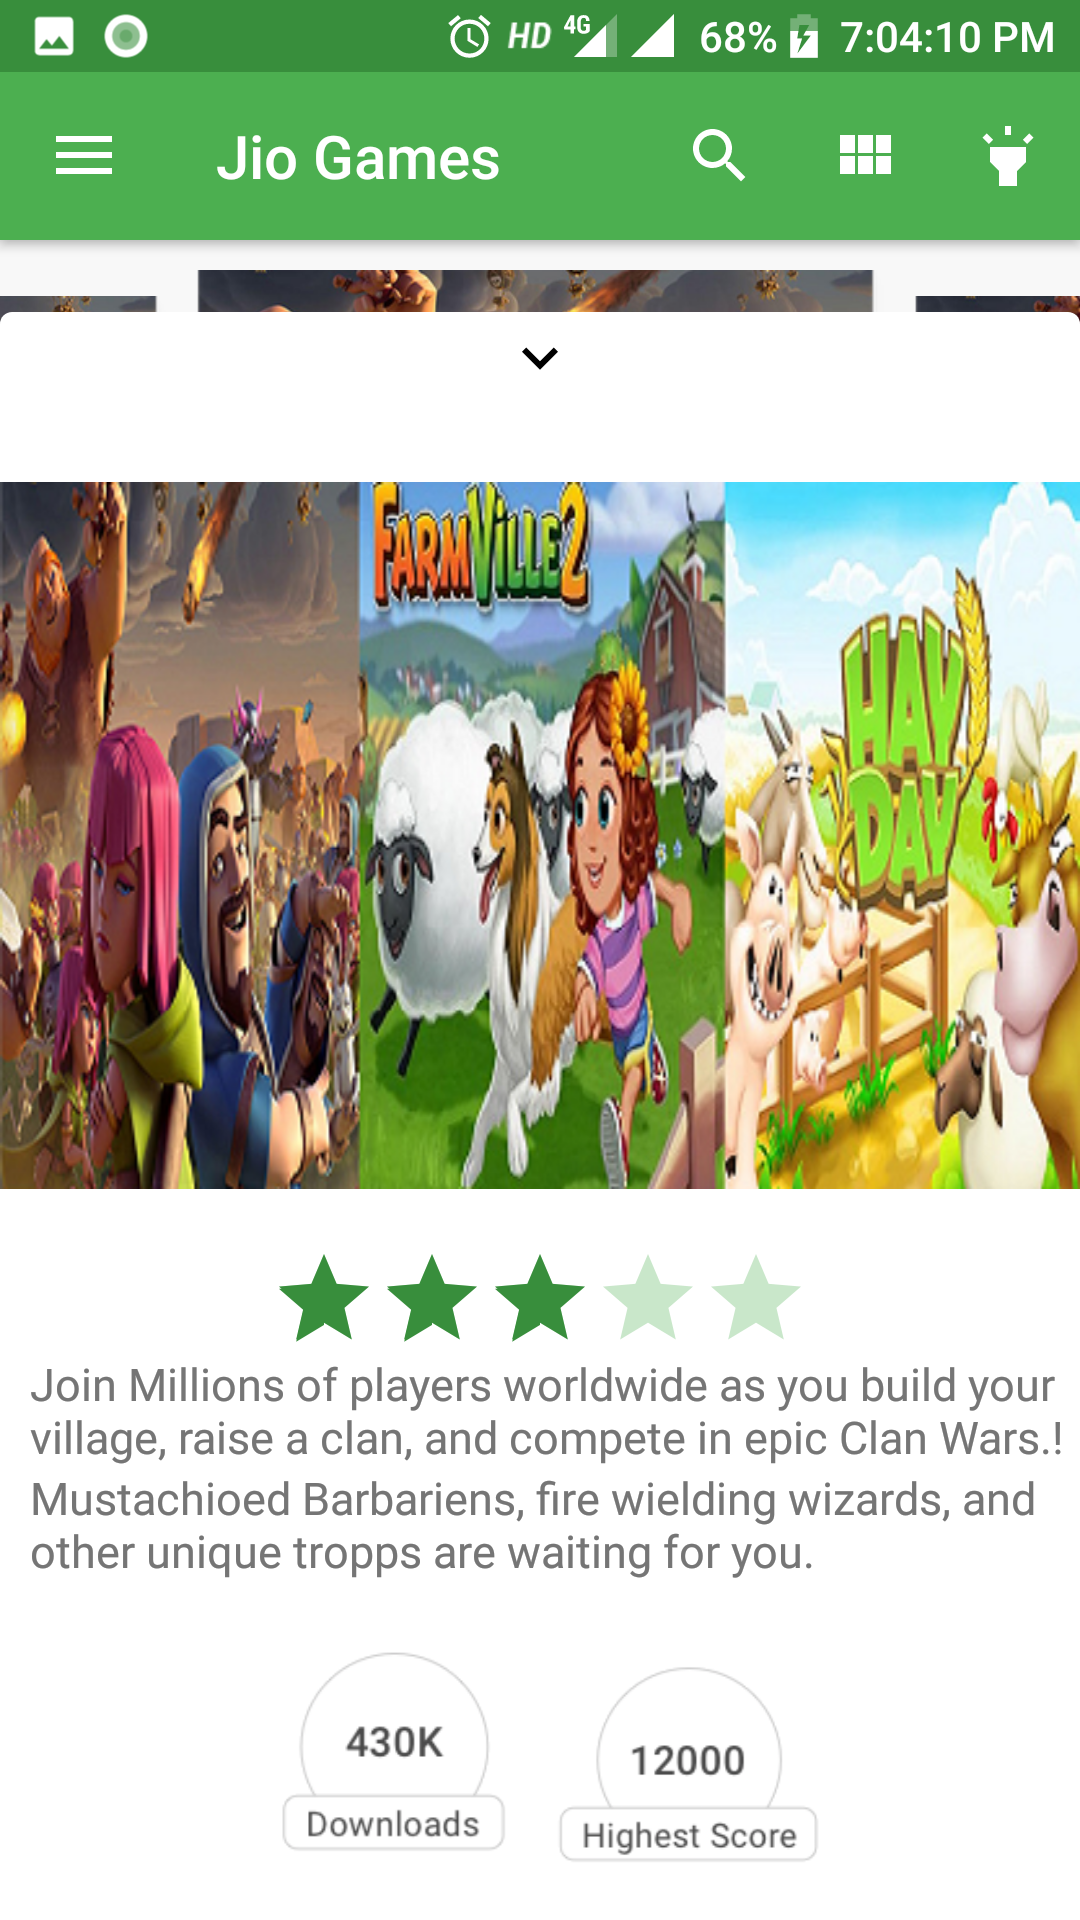 HD 4G 68% 7:04:10 PM
Jio Games
FARMVILLE 2
HAY
DAY
Join Millions of players worldwide as you build your
village, raise a clan, and compete in epic Clan Wars.!
Mustachioed Barbariens, fire wielding wizards, and
other unique tropps are waiting for you.
430K
Downloads
12000
Highest Score